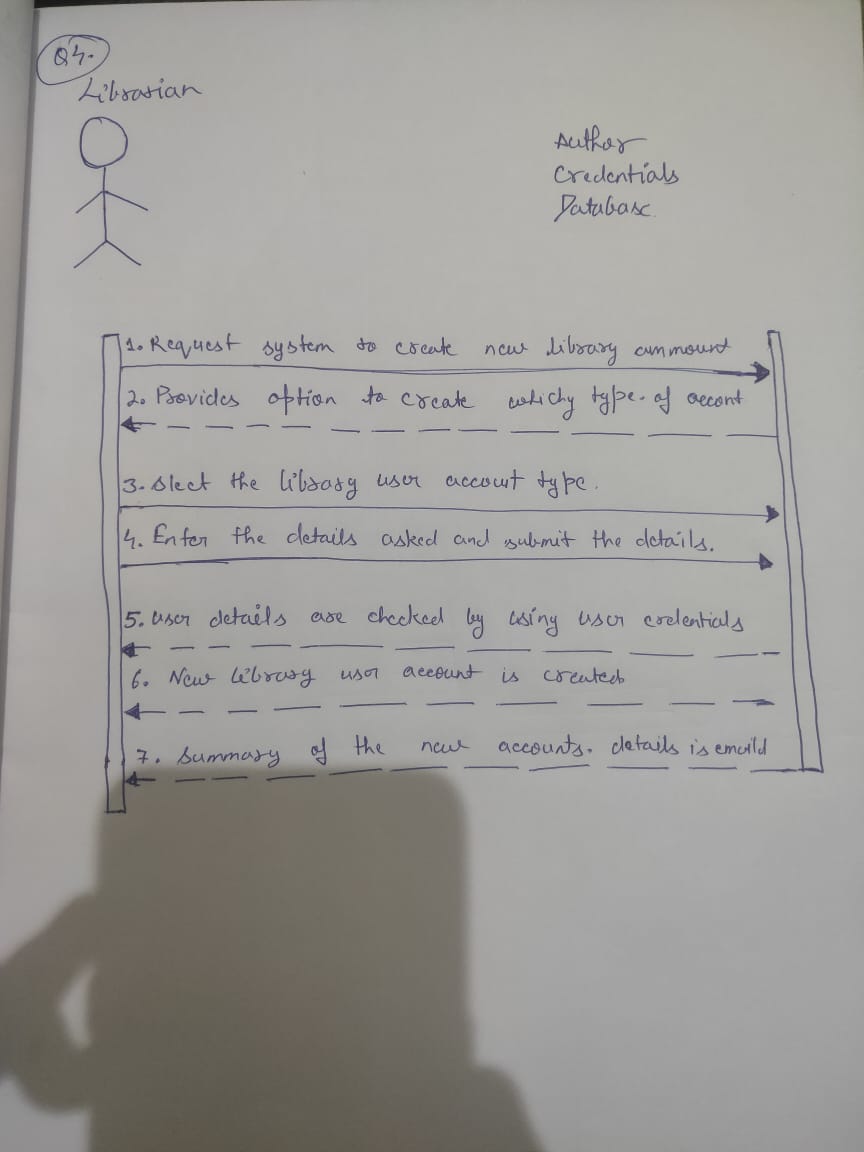 Q4.
Librarian
Author
Credentials
Database
1. Request system to create new library ammount
2. Provides option to create whichy type of accont
3. Slect the library user account type.
4. Enter the details asked and submit the details.
5. User details are checked by using user credentials
6. New library user account is created
7. Summary of the new accounts. details is emaild